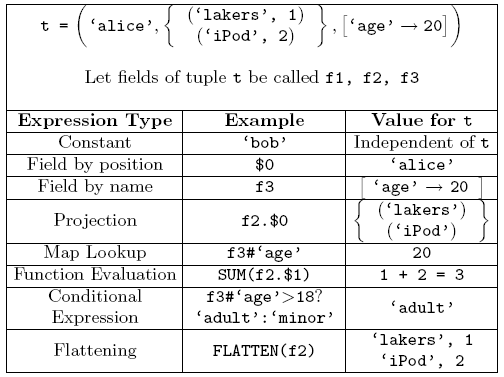 t = ( ‘alice’, { (‘lakers’, 1) (‘iPod’, 2) }, [ ‘age’ → 20 ] )
Let fields of tuple t be called f1, f2, f3
Expression Type Example Value for t
Constant ‘bob’ Independent of t
Field by position $0 ‘alice’
Field by name f3 [ ‘age’ → 20 ]
Projection f2.$0 { (‘lakers’) (‘iPod’) }
Map Lookup f3#‘age’ 20
Function Evaluation SUM(f2.$1) 1 + 2 = 3
Conditional Expression f3#‘age’>18? ‘adult’:‘minor’ ‘adult’
Flattening FLATTEN(f2) ‘lakers’, 1 ‘iPod’, 2